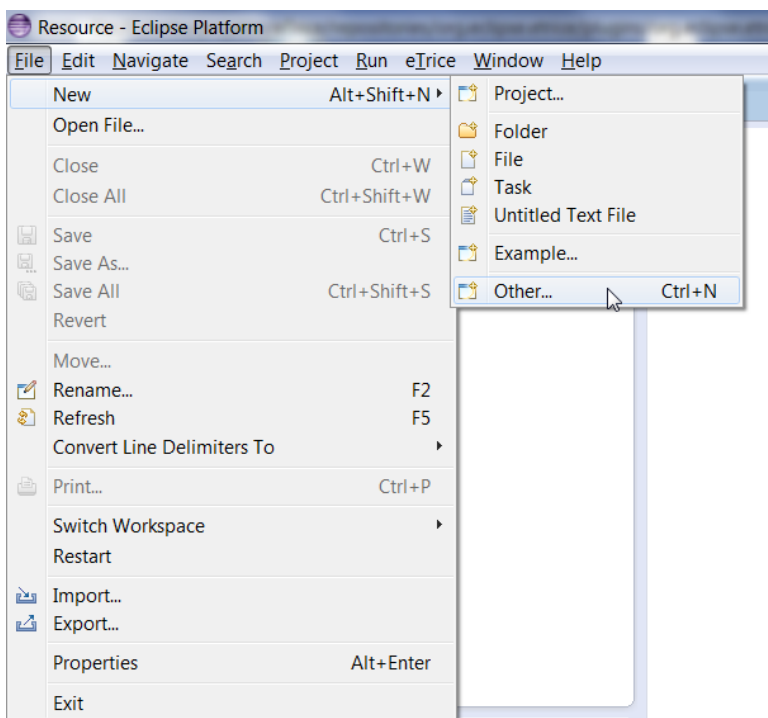 Resource - Eclipse Platform
File Edit Navigate Search Project Run eTrice Window Help
New Alt+Shift+N
Open File...
Close Ctrl+W
Close All Ctrl+Shift+W
Save Ctrl+S
Save As...
Save All Ctrl+Shift+S
Revert
Move...
Rename... F2
Refresh F5
Convert Line Delimiters To
Print... Ctrl+P
Switch Workspace
Restart
Import...
Export...
Properties Alt+Enter
Exit
Project...
Folder
File
Task
Untitled Text File
Example...
Other... Ctrl+N